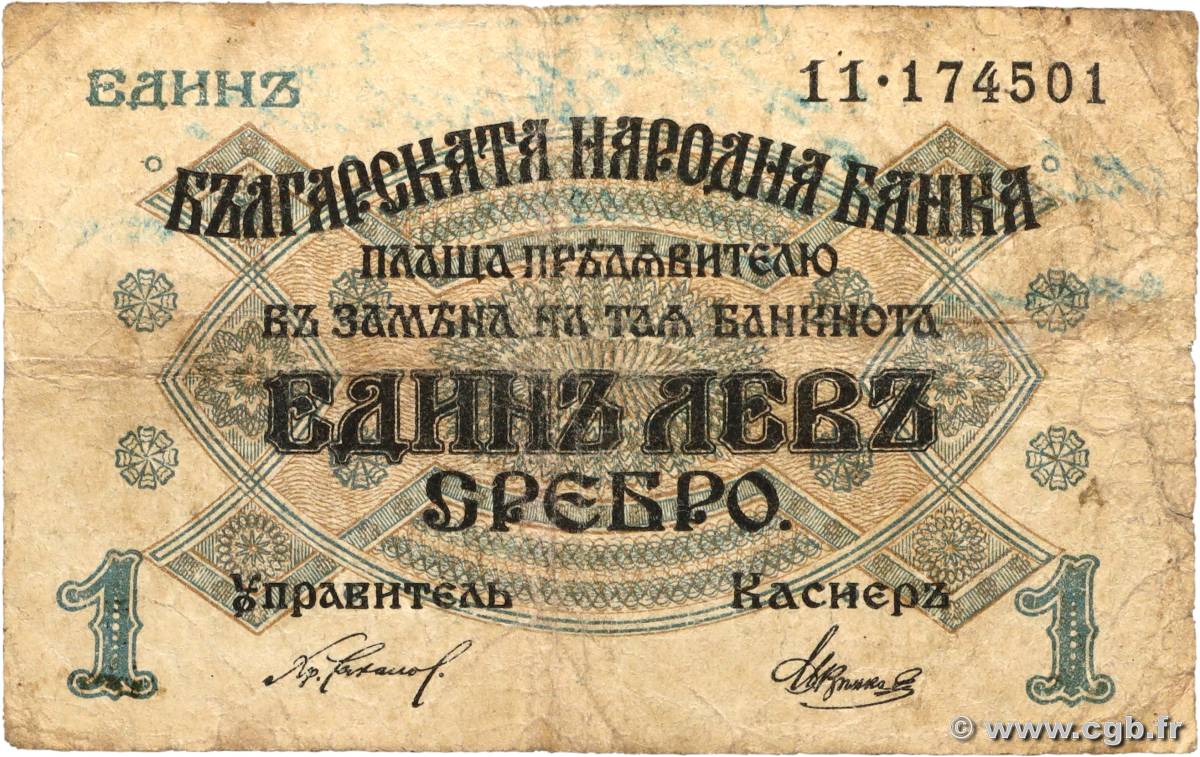 ЕДИНЪ
11·174501
БЪЛГАРСКАТА НАРОДНА БАНКА
ПЛАЩА ПРѢДЯВИТЕЛЮ
ВЪ ЗАМѢНА НА ТАЯ БАНКНОТА
ЕДИНЪ ЛЕВЪ
СРЕБРО.
УПРАВИТЕЛЬ КАСИЕРЪ
1 1
© www.cgb.fr